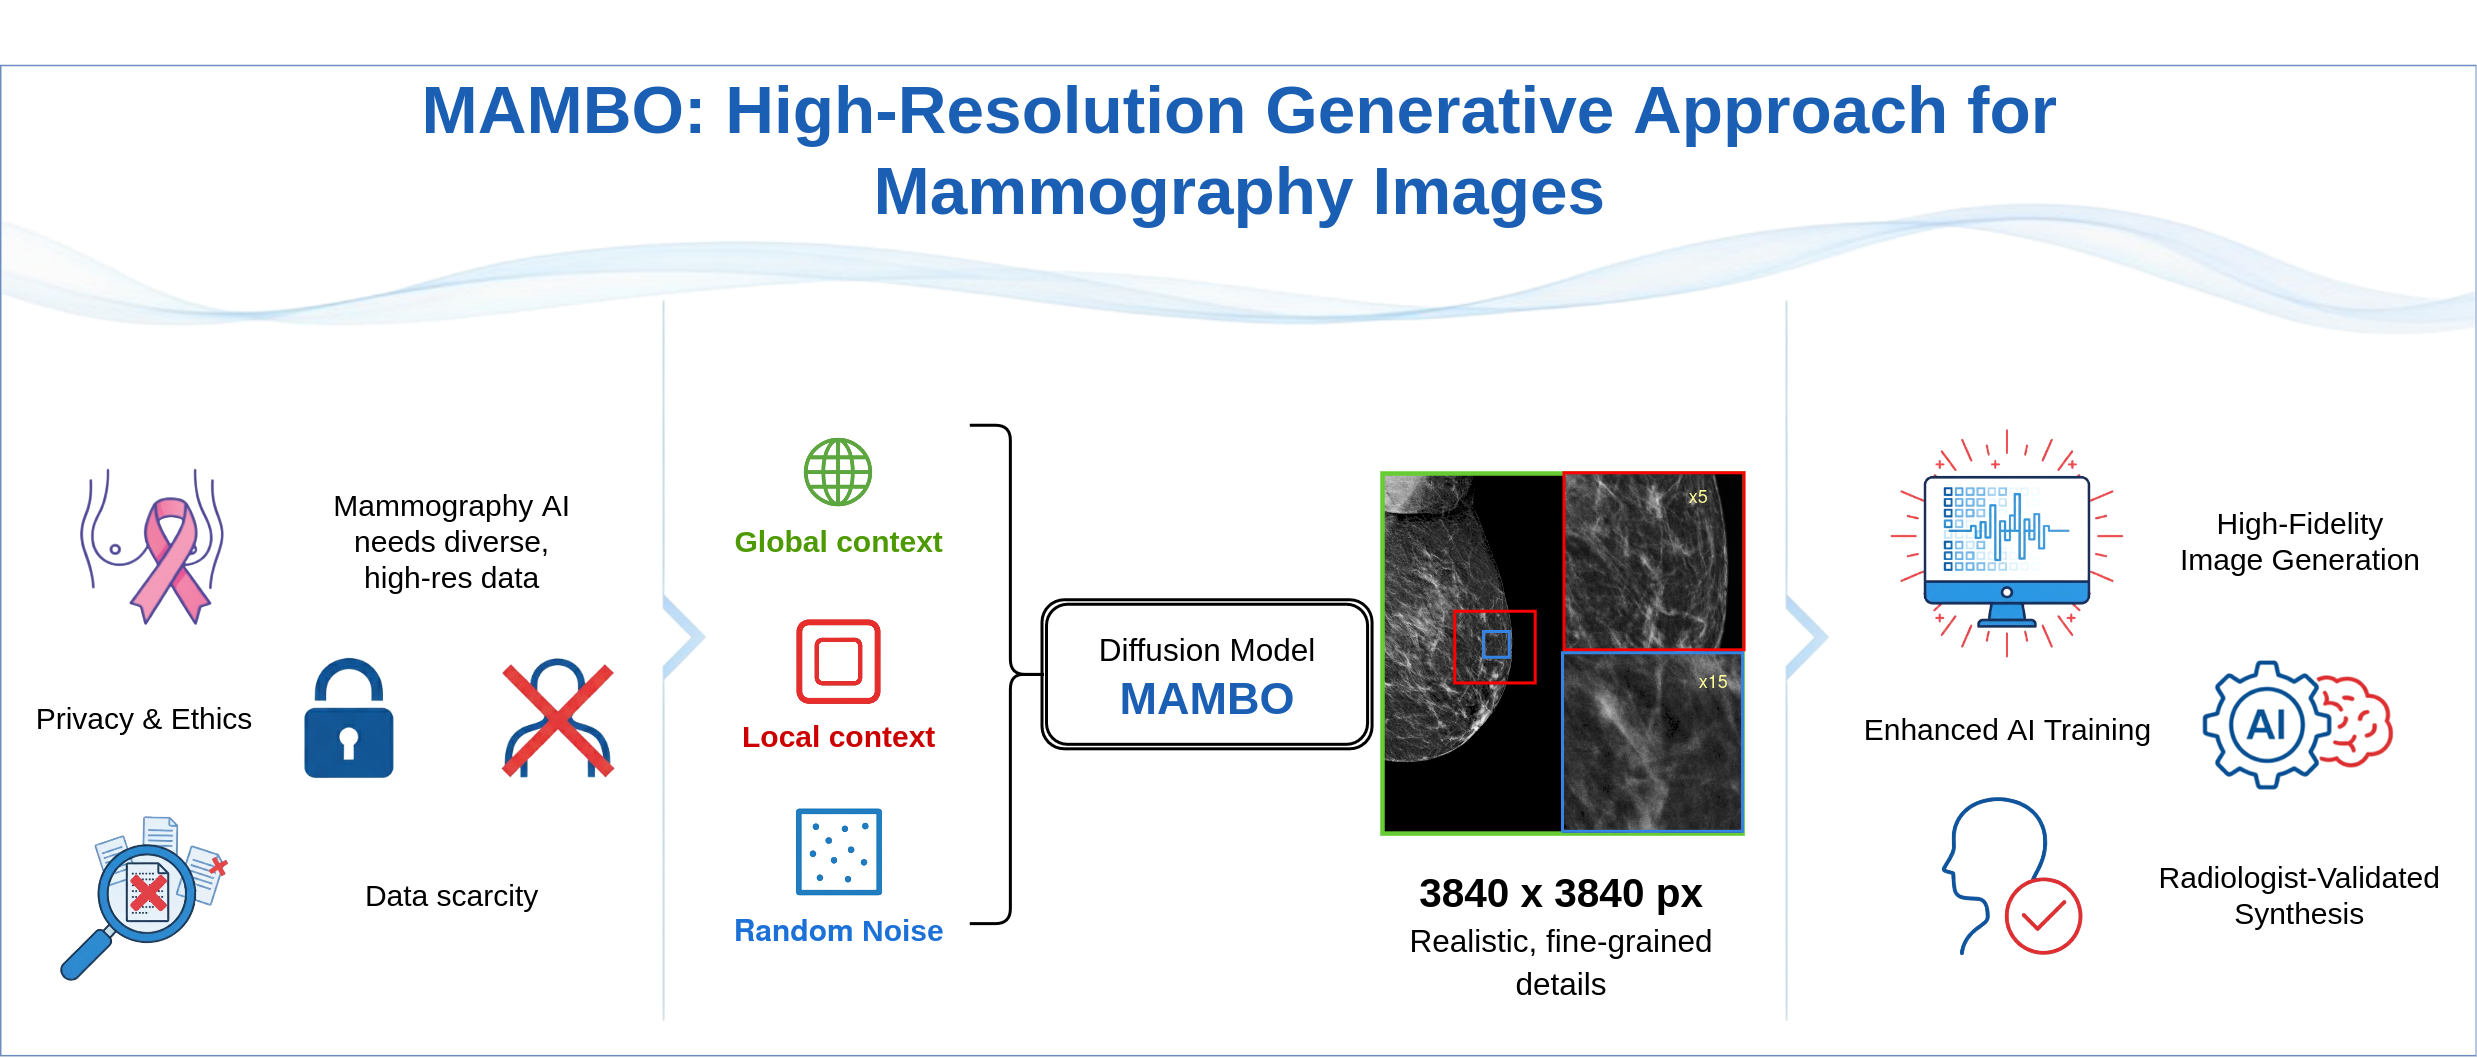 MAMBO: High-Resolution Generative Approach for
Mammography Images
Mammography AI
needs diverse,
high-res data
Privacy & Ethics
Data scarcity
Global context
Local context
Random Noise
Diffusion Model
MAMBO
x5
x15
3840 x 3840 px
Realistic, fine-grained
details
High-Fidelity
Image Generation
Enhanced AI Training
AI
Radiologist-Validated
Synthesis